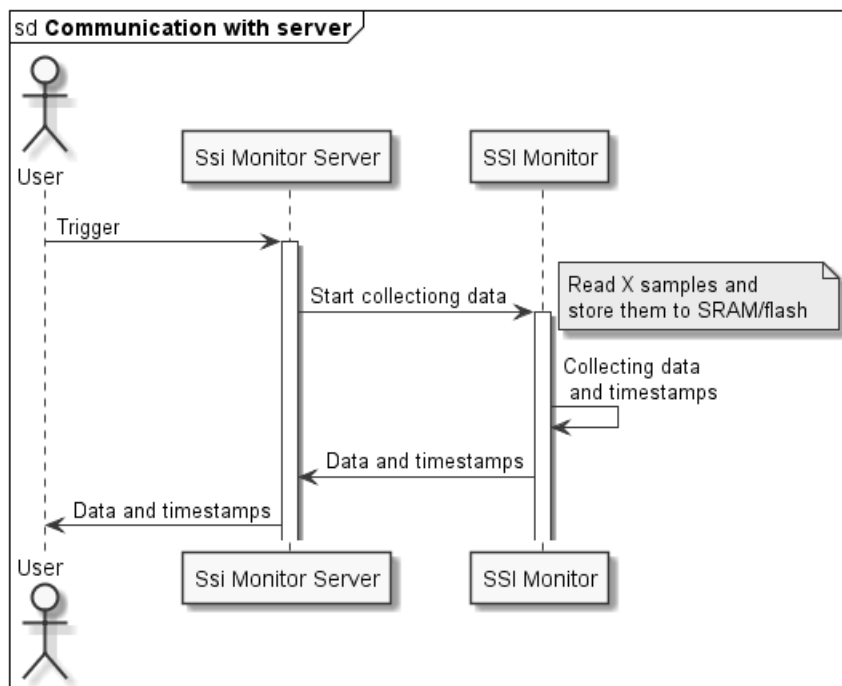 sd Communication with server
User
Ssi Monitor Server
SSI Monitor
Trigger
Start collectiong data
Read X samples and
store them to SRAM/flash
Collecting data
and timestamps
Data and timestamps
Data and timestamps
User
Ssi Monitor Server
SSI Monitor